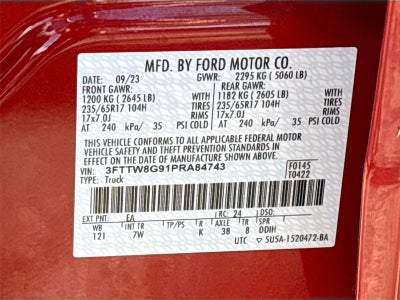 MFD. BY FORD MOTOR CO.
DATE: 09/23 GVWR: 2295 KG ( 5060 LB)
FRONT GAWR: REAR GAWR:
1200 KG ( 2645 LB) 1182 KG ( 2605 LB)
235/65R17 104H TIRES 235/65R17 104H TIRES
17x7.0J RIMS 17x7.0J RIMS
AT 240 kPa/ 35 PSI COLD AT 240 kPa/ 35 PSI COLD
THIS VEHICLE CONFORMS TO ALL APPLICABLE FEDERAL MOTOR
VEHICLE SAFETY, BUMPER, AND THEFT PREVENTION STANDARDS IN
EFFECT ON THE DATE OF MANUFACTURE SHOWN ABOVE.
VIN: 3FTTW8G91PRA84743 F0145
TYPE: Truck T0422
EXT PNT: EA RC: 24 DSO:
WB INT TR TP/PS R AXLE TR SPR
121 7W K 38 8 DDIH
UTC 5U5A-1520472-BA